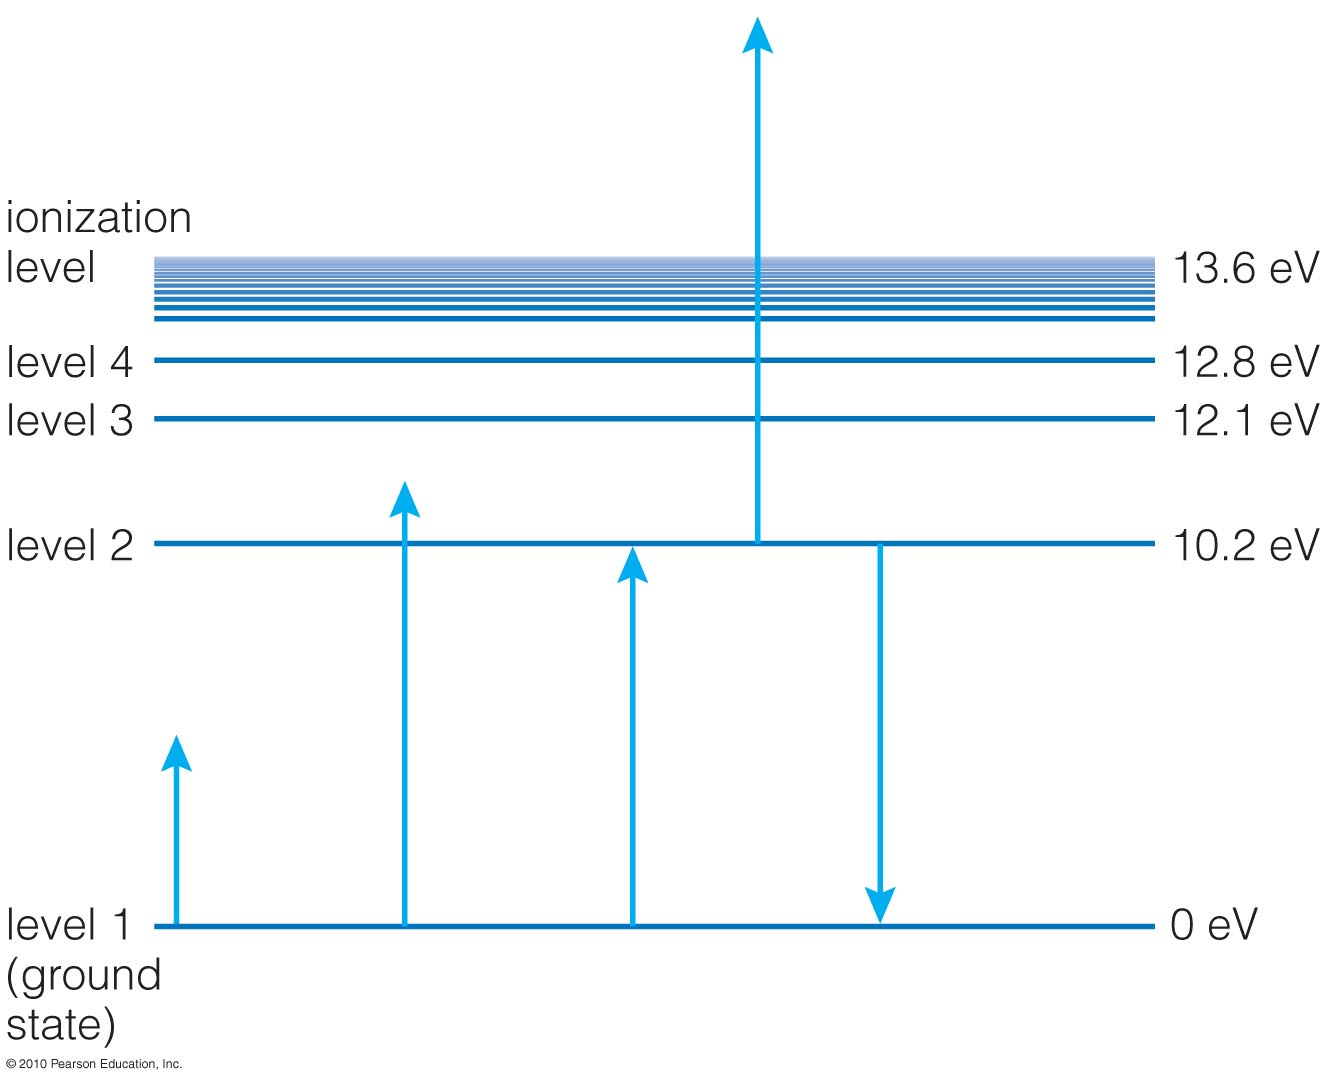 ionization
level
13.6 eV
level 4
12.8 eV
level 3
12.1 eV
level 2
10.2 eV
level 1
0 eV
(ground
state)
© 2010 Pearson Education, Inc.